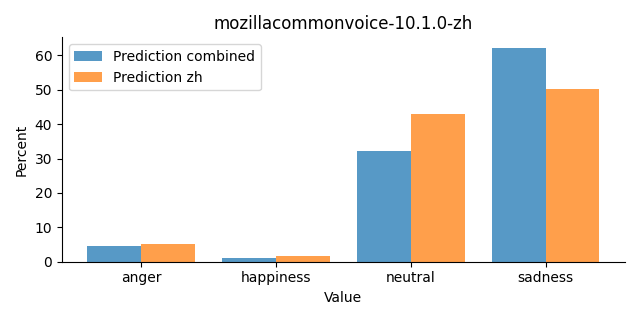 mozillacommonvoice-10.1.0-zh
Prediction combined
Prediction zh
Percent
60
50
40
30
20
10
0
anger happiness neutral sadness
Value